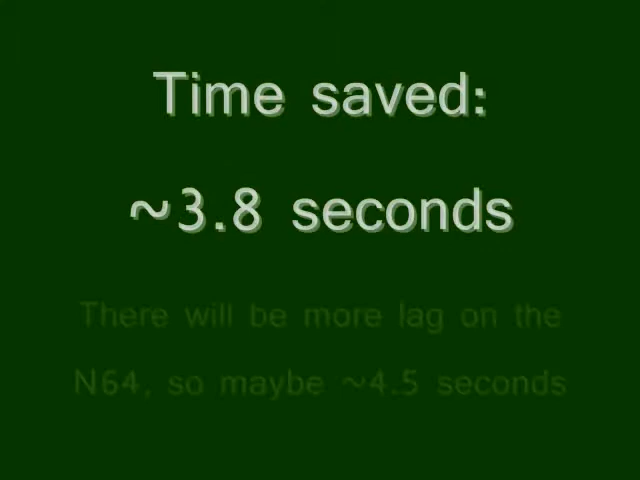 Time saved:
~3.8 seconds
There will be more lag on the
N64, so maybe ~4.5 seconds